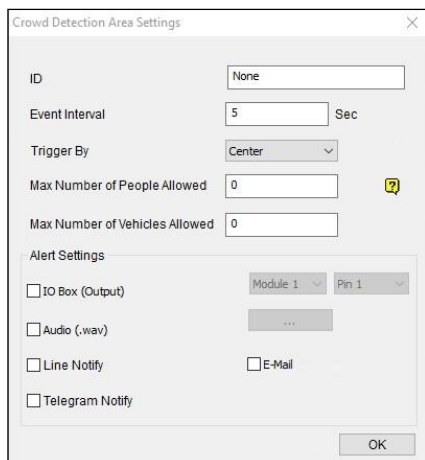 Crowd Detection Area Settings
ID None
Event Interval 5 Sec
Trigger By Center
Max Number of People Allowed 0 ?
Max Number of Vehicles Allowed 0
Alert Settings
IO Box (Output) Module 1 Pin 1
Audio (.wav) ...
Line Notify E-Mail
Telegram Notify
OK